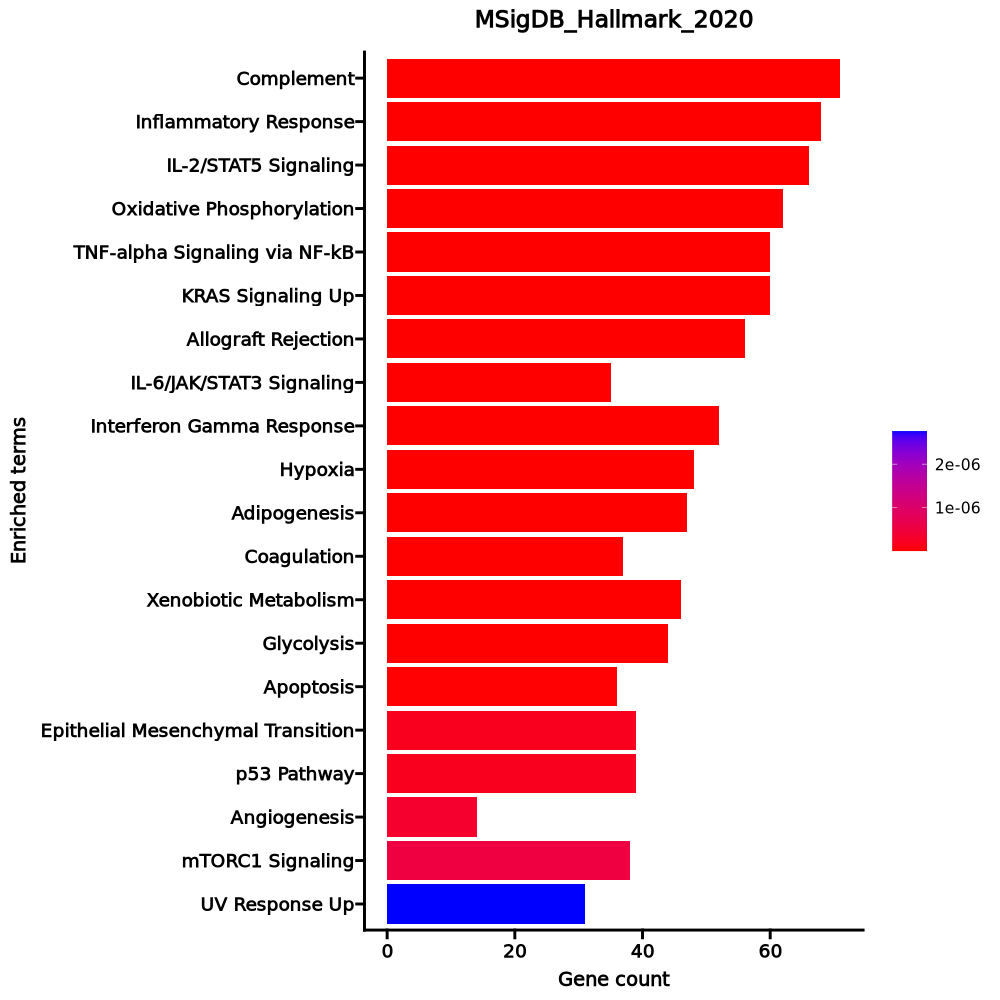 MSigDB_Hallmark_2020
Complement
Inflammatory Response
IL-2/STAT5 Signaling
Oxidative Phosphorylation
TNF-alpha Signaling via NF-kB
KRAS Signaling Up
Allograft Rejection
IL-6/JAK/STAT3 Signaling
Interferon Gamma Response
Hypoxia
Adipogenesis
Coagulation
Xenobiotic Metabolism
Glycolysis
Apoptosis
Epithelial Mesenchymal Transition
p53 Pathway
Angiogenesis
mTORC1 Signaling
UV Response Up
Enriched terms
0 20 40 60
Gene count
2e-06
1e-06